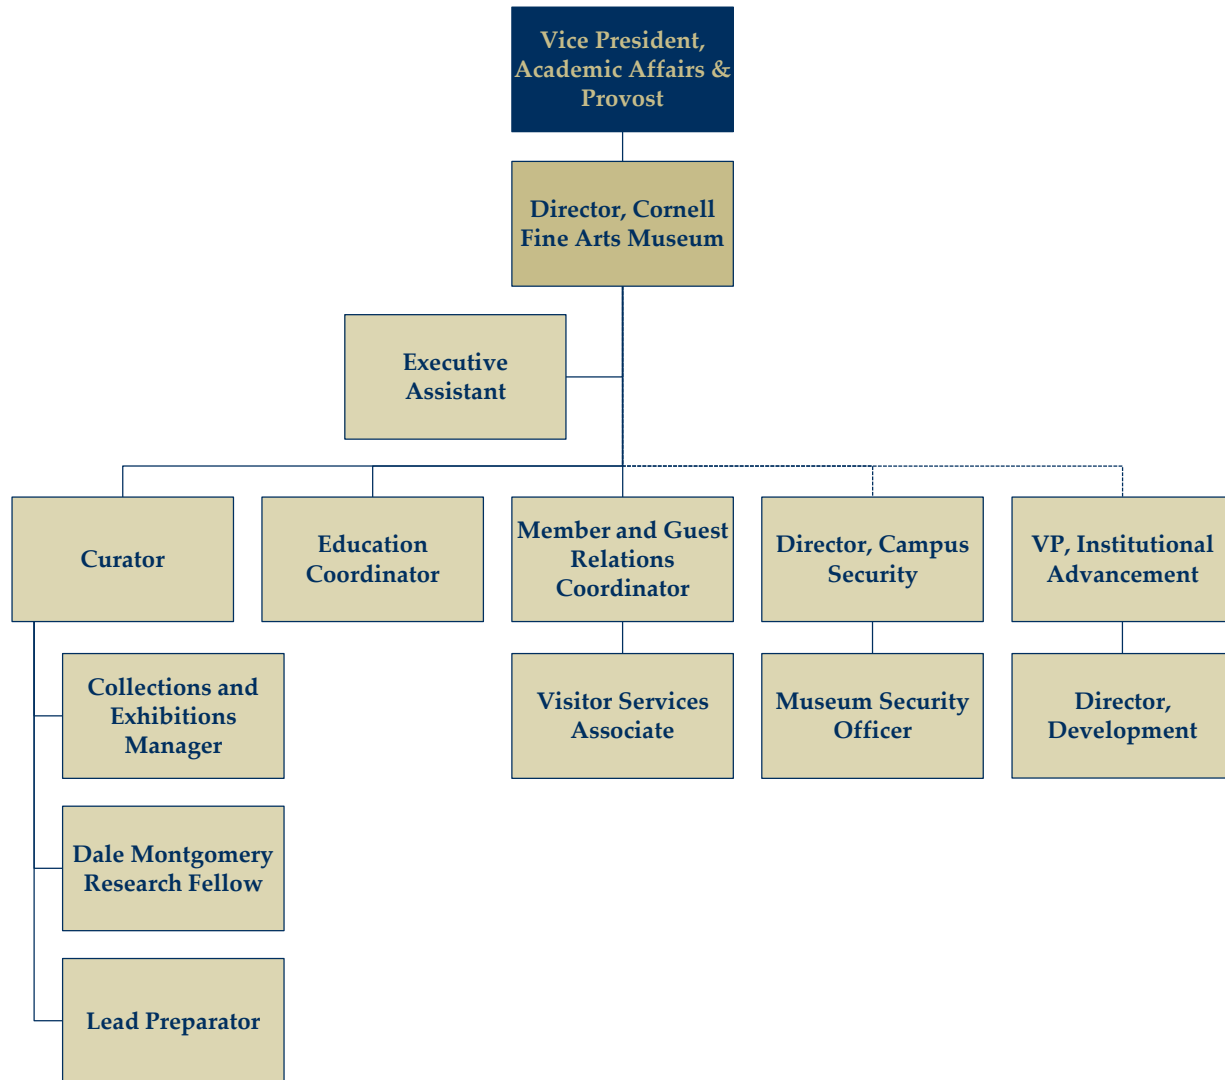 Vice President,
Academic Affairs &
Provost
Director, Cornell
Fine Arts Museum
Executive
Assistant
Curator
Education
Coordinator
Member and Guest
Relations
Coordinator
Director, Campus
Security
VP, Institutional
Advancement
Collections and
Exhibitions
Manager
Visitor Services
Associate
Museum Security
Officer
Director,
Development
Dale Montgomery
Research Fellow
Lead Preparator